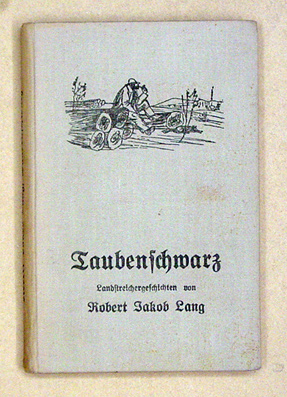 Taubenschwarz
Landstreichergeschichten von
Robert Jakob Lang